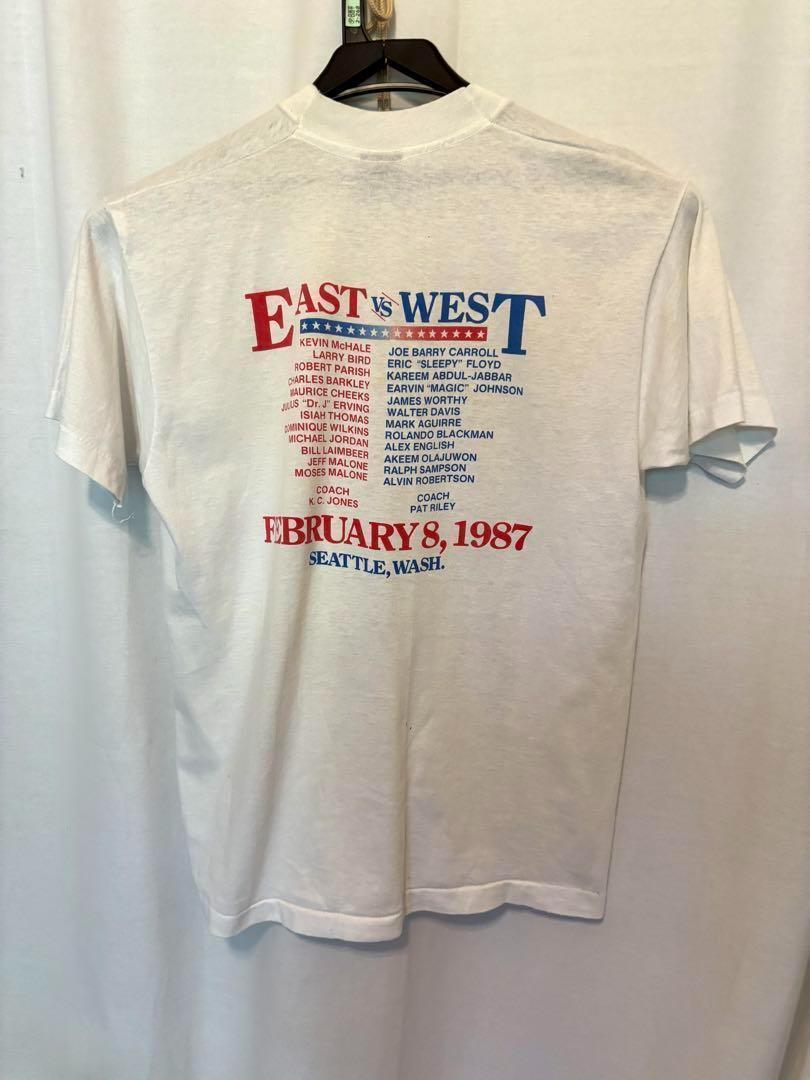 EAST VS WEST
KEVIN McHALE
LARRY BIRD
ROBERT PARISH
CHARLES BARKLEY
MAURICE CHEEKS
JULIUS "Dr. J" ERVING
ISIAH THOMAS
DOMINIQUE WILKINS
MICHAEL JORDAN
BILL LAIMBEER
JEFF MALONE
MOSES MALONE
COACH
K. C. JONES
JOE BARRY CARROLL
ERIC "SLEEPY" FLOYD
KAREEM ABDUL-JABBAR
EARVIN "MAGIC" JOHNSON
JAMES WORTHY
WALTER DAVIS
MARK AGUIRRE
ROLANDO BLACKMAN
ALEX ENGLISH
AKEEM OLAJUWON
RALPH SAMPSON
ALVIN ROBERTSON
COACH
PAT RILEY
FEBRUARY 8, 1987
SEATTLE, WASH.